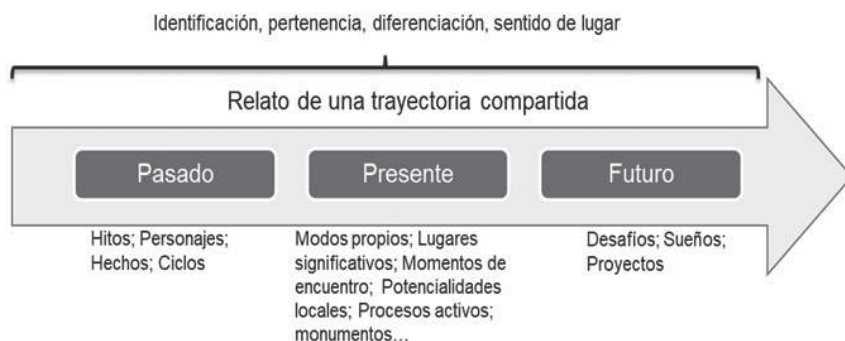 Identificación, pertenencia, diferenciación, sentido de lugar
Relato de una trayectoria compartida
Pasado
Presente
Futuro
Hitos; Personajes;
Hechos; Ciclos
Modos propios; Lugares
significativos; Momentos de
encuentro; Potencialidades
locales; Procesos activos;
monumentos...
Desafíos; Sueños;
Proyectos